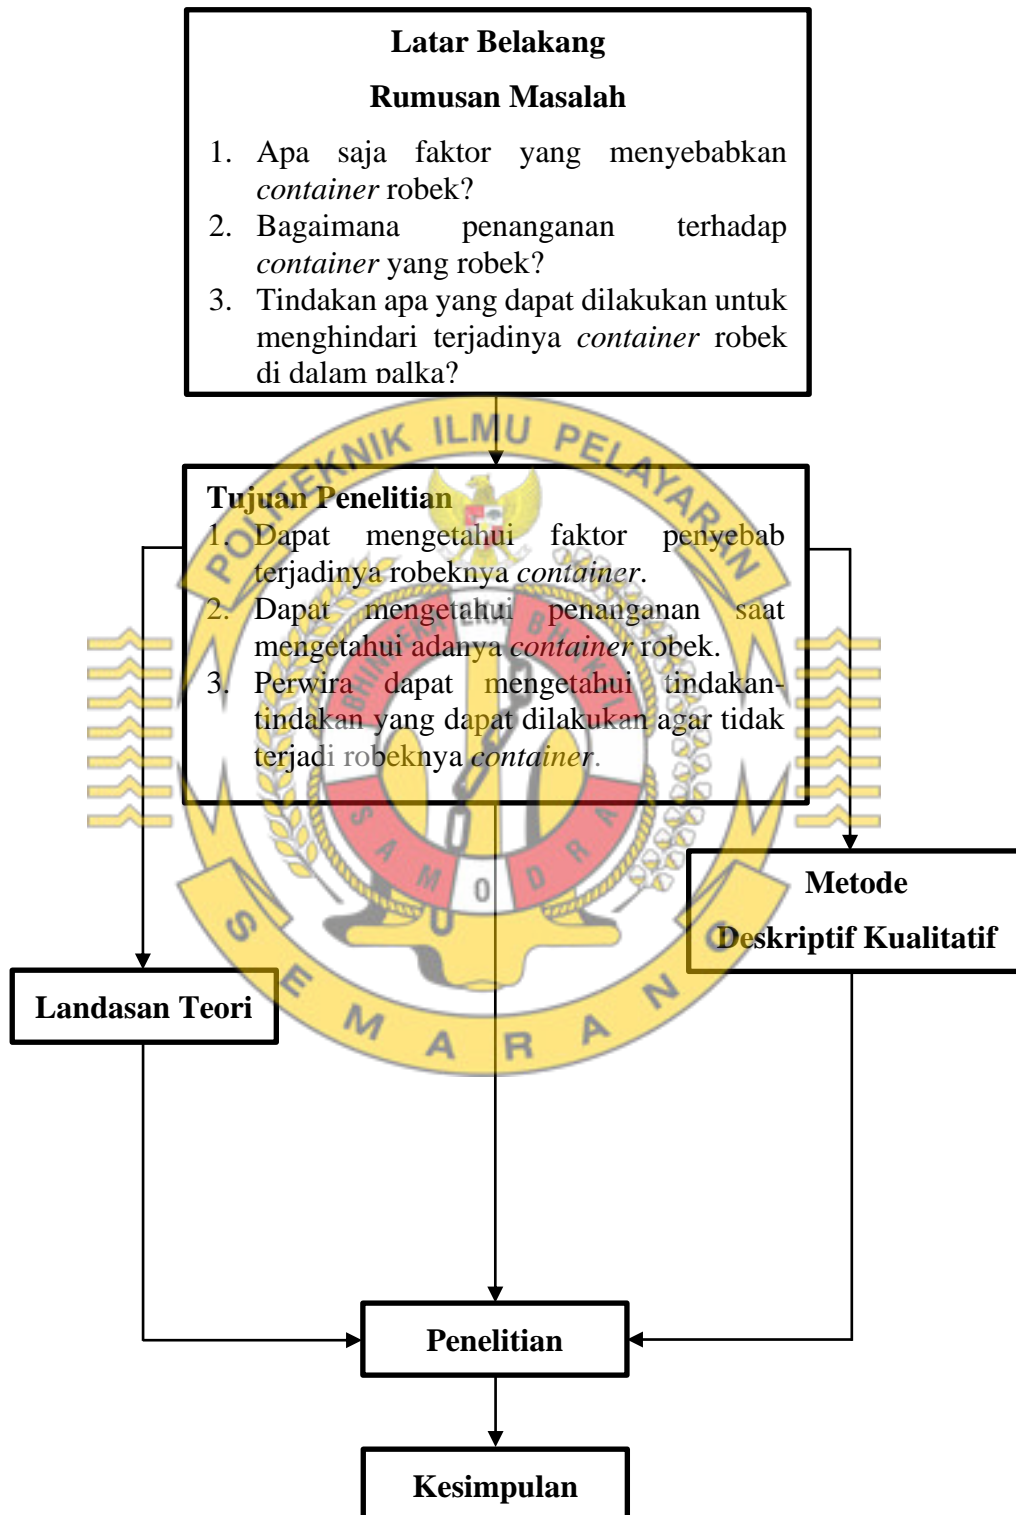 Latar Belakang
Rumusan Masalah
1. Apa saja faktor yang menyebabkan
container robek?
2. Bagaimana penanganan terhadap
container yang robek?
3. Tindakan apa yang dapat dilakukan untuk
menghindari terjadinya container robek
di dalam palka?
POLITEKNIK ILMU PELAYARAN
Tujuan Penelitian
1. Dapat mengetahui faktor penyebab
terjadinya robeknya container.
2. Dapat mengetahui penanganan saat
mengetahui adanya container robek.
3. Perwira dapat mengetahui tindakan-
tindakan yang dapat dilakukan agar tidak
terjadi robeknya container.
BHINNEKA EKA BHAKTI
SAMODRA
Metode
Deskriptif Kualitatif
Landasan Teori
SEMARANG
Penelitian
Kesimpulan